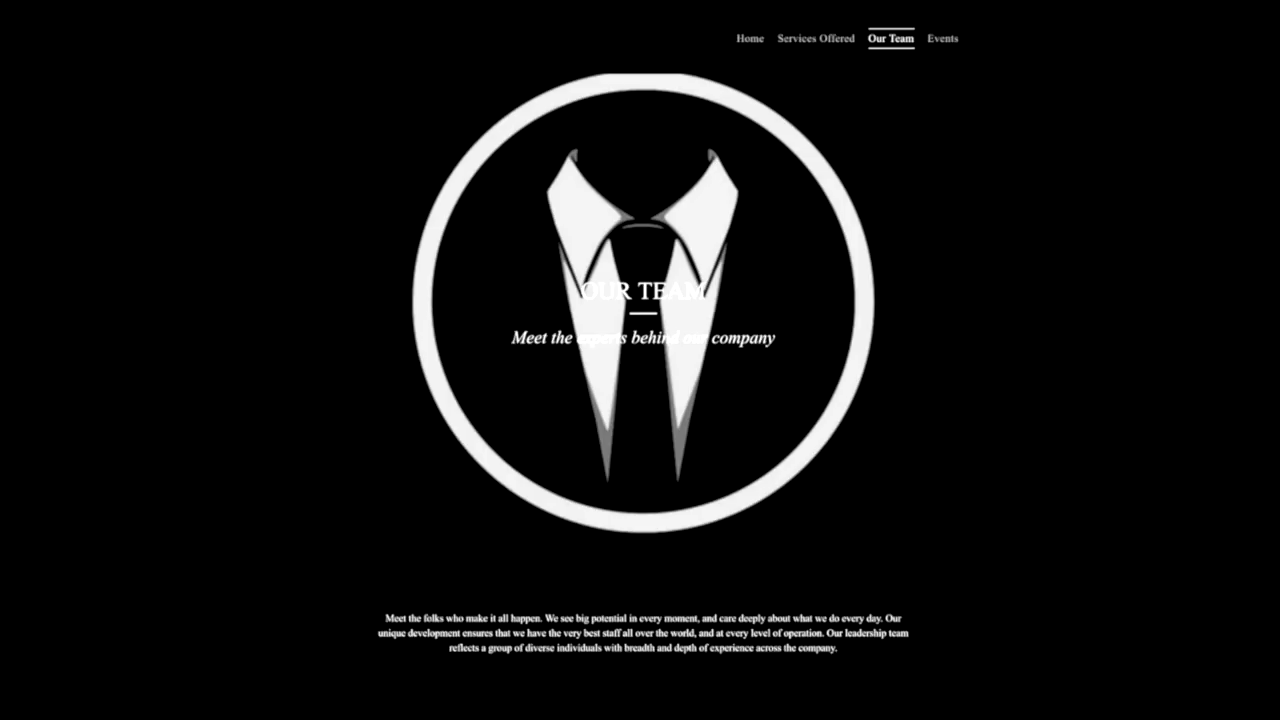 Home Services Offered Our Team Events
OUR TEAM
Meet the experts behind our company
Meet the folks who make it all happen. We see big potential in every moment, and care deeply about what we do every day. Our
unique development ensures that we have the very best staff all over the world, and at every level of operation. Our leadership team
reflects a group of diverse individuals with breadth and depth of experience across the company.